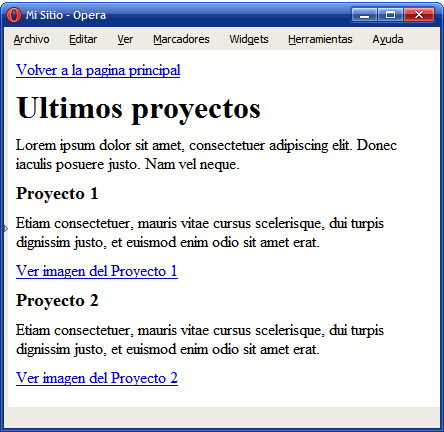 Mi Sitio - Opera
Archivo Editar Ver Marcadores Widgets Herramientas Ayuda
Volver a la pagina principal
Ultimos proyectos
Lorem ipsum dolor sit amet, consectetuer adipiscing elit. Donec
iaculis posuere justo. Nam vel neque.
Proyecto 1
Etiam consectetuer, mauris vitae cursus scelerisque, dui turpis
dignissim justo, et euismod enim odio sit amet erat.
Ver imagen del Proyecto 1
Proyecto 2
Etiam consectetuer, mauris vitae cursus scelerisque, dui turpis
dignissim justo, et euismod enim odio sit amet erat.
Ver imagen del Proyecto 2